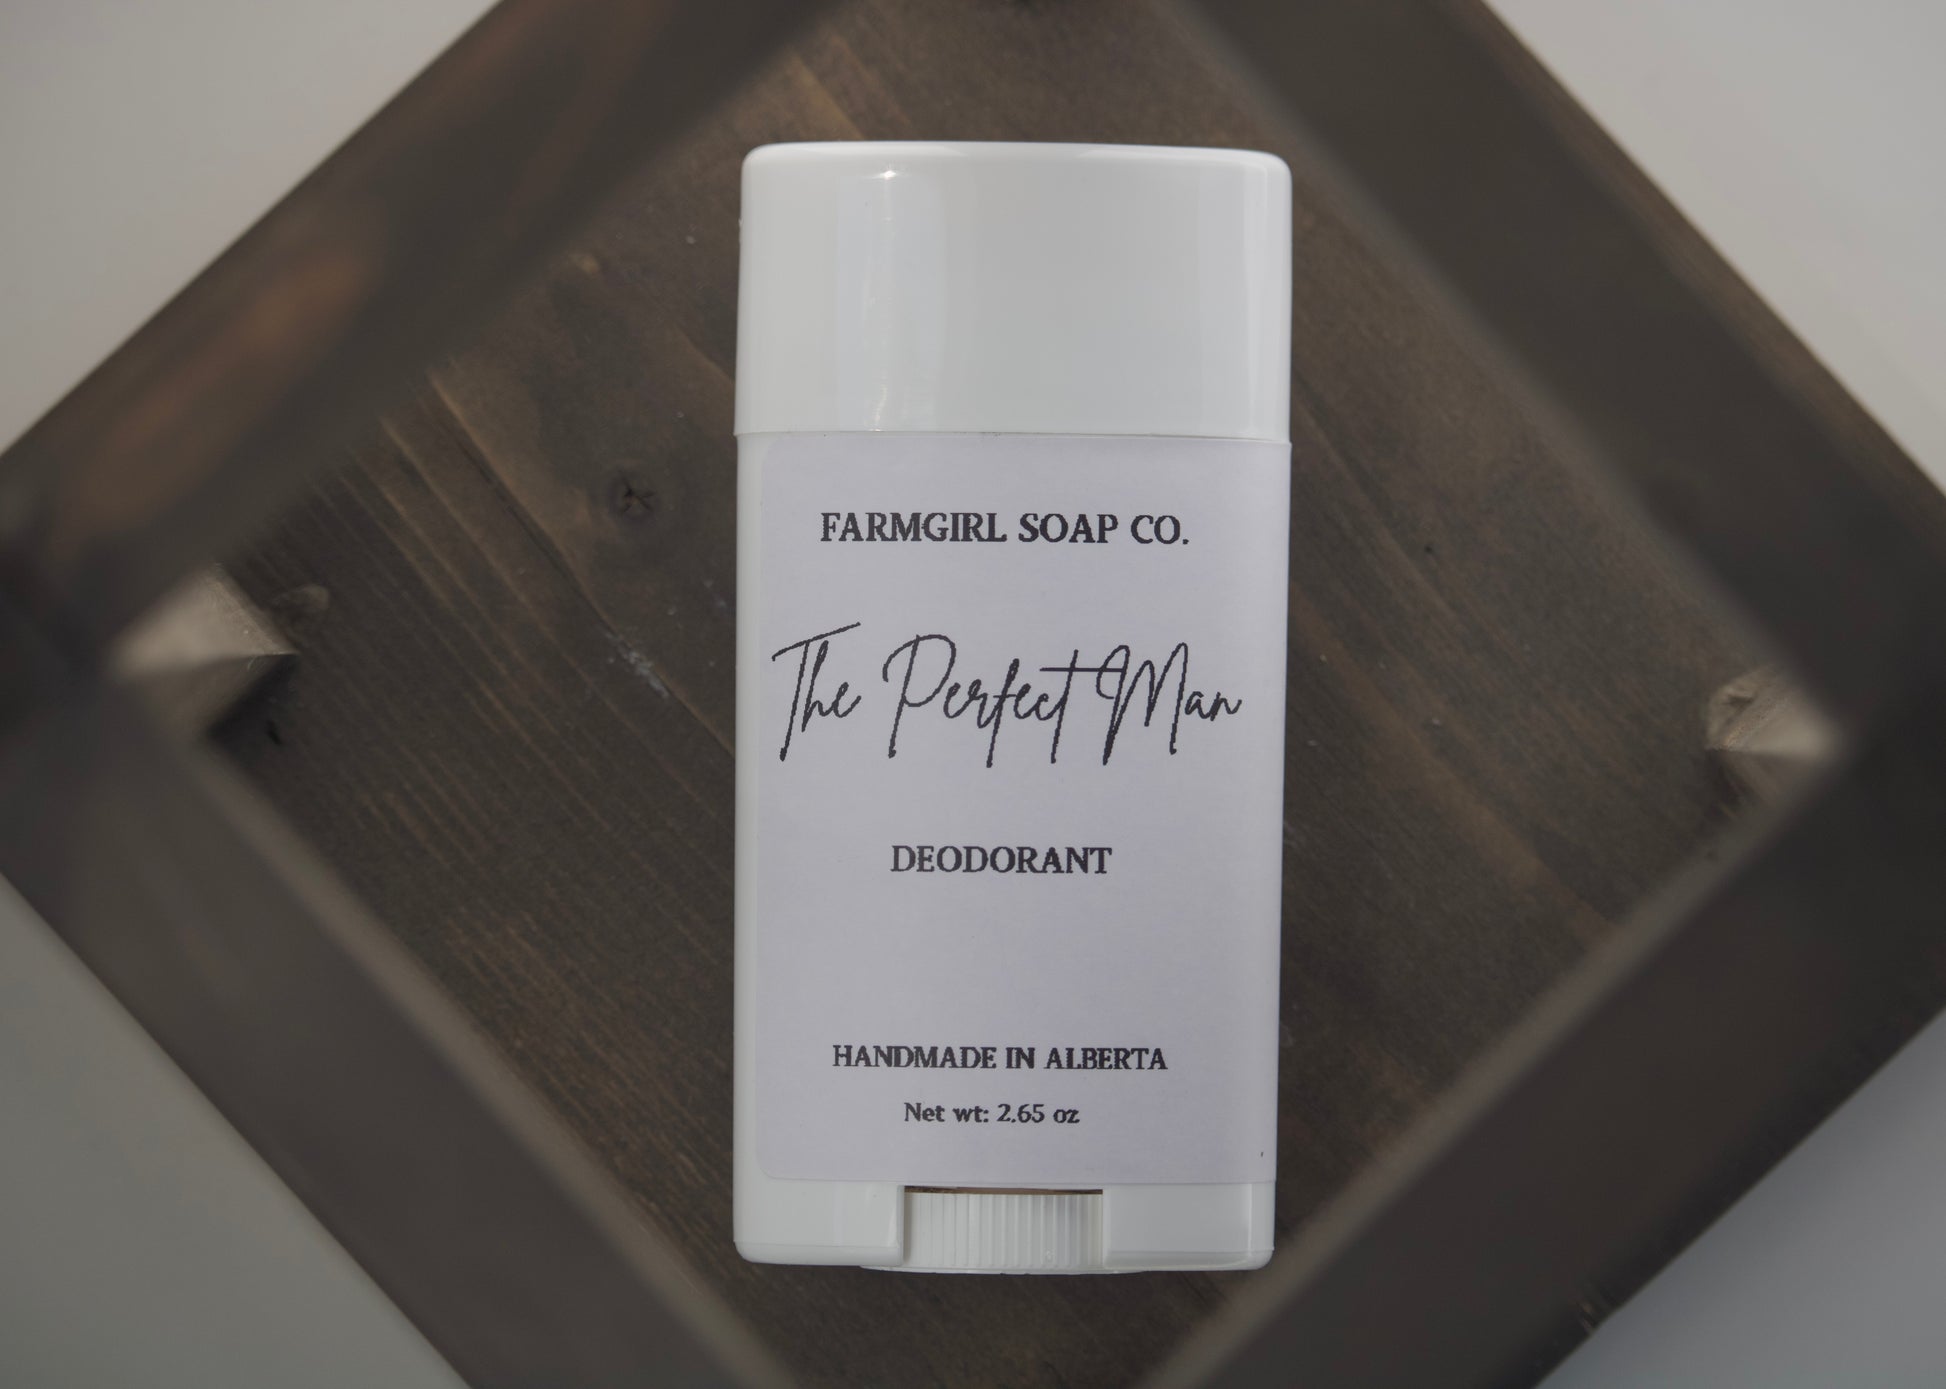 FARMGIRL SOAP CO.
The Perfect Man
DEODORANT
HANDMADE IN ALBERTA
Net wt: 2.65 oz